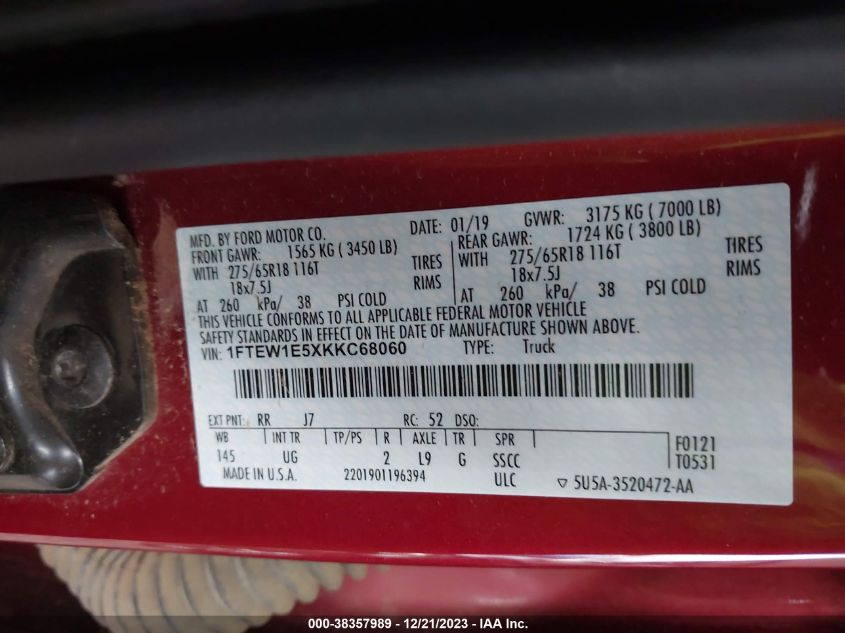 MFD. BY FORD MOTOR CO. DATE: 01/19 GVWR: 3175 KG ( 7000 LB)
FRONT GAWR: 1565 KG ( 3450 LB) REAR GAWR: 1724 KG ( 3800 LB)
WITH 275/65R18 116T TIRES WITH 275/65R18 116T TIRES
18x7.5J RIMS 18x7.5J RIMS
AT 260 kPa/ 38 PSI COLD AT 260 kPa/ 38 PSI COLD
THIS VEHICLE CONFORMS TO ALL APPLICABLE FEDERAL MOTOR VEHICLE
SAFETY STANDARDS IN EFFECT ON THE DATE OF MANUFACTURE SHOWN ABOVE.
VIN: 1FTEW1E5XKKC68060 TYPE: Truck
EXT PNT: RR J7 RC: 52 DSO:
WB INT TR TP/PS R AXLE TR SPR F0121
145 UG 2 L9 G SSCC T0531
MADE IN U.S.A. 2201901196394 ULC ▽ 5U5A-3520472-AA
000-38357989 - 12/21/2023 - IAA Inc.